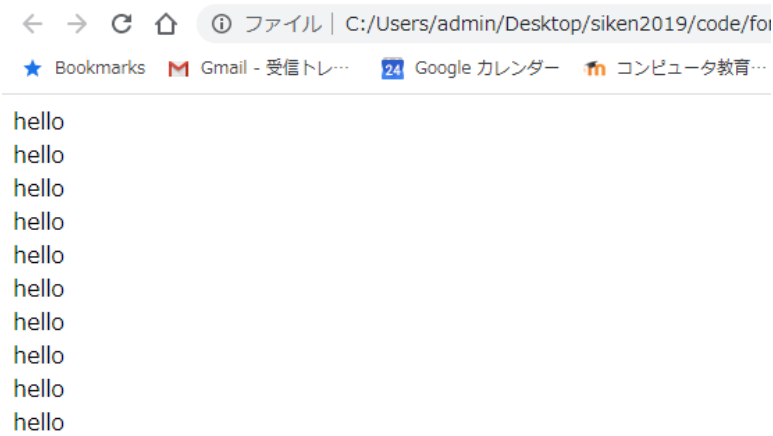 ファイル | C:/Users/admin/Desktop/siken2019/code/for
Bookmarks Gmail - 受信トレ… 24 Google カレンダー コンピュータ教育…
hello
hello
hello
hello
hello
hello
hello
hello
hello
hello